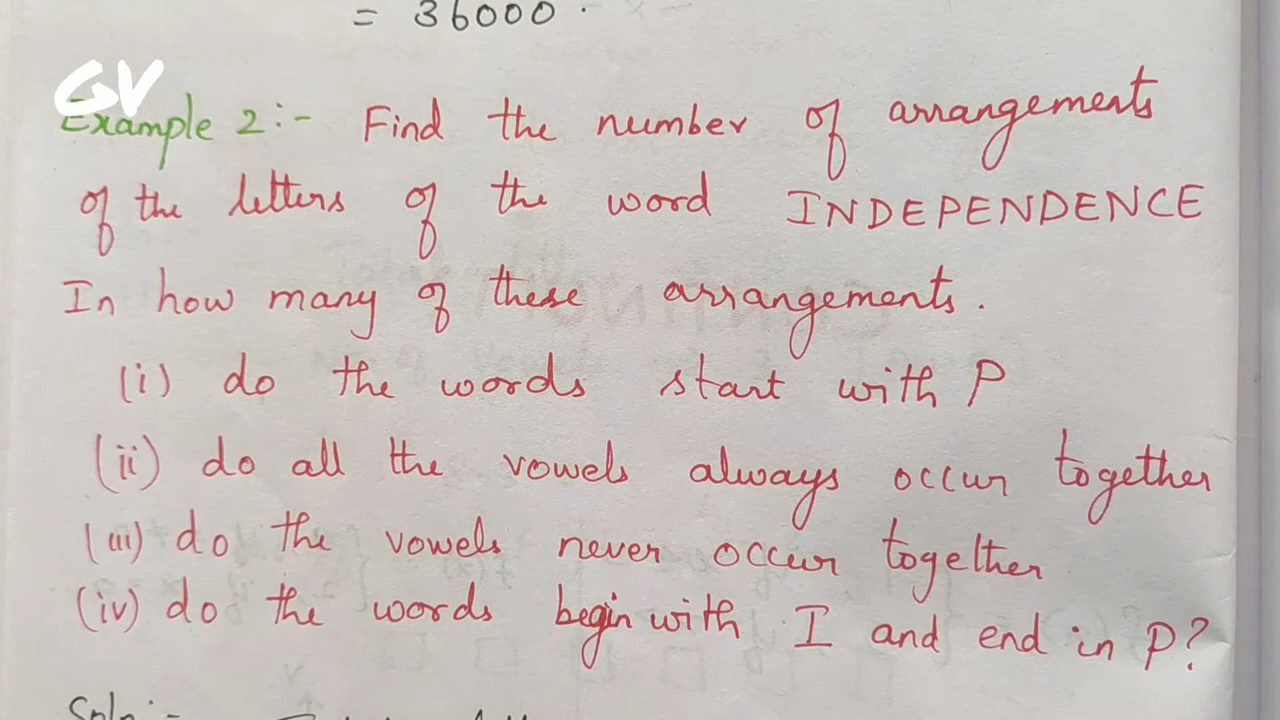 = 36000.
GV
Example 2:- Find the number of arrangements
of the letters of the word INDEPENDENCE
In how many of these arrangements.
(i) do the words start with P
(ii) do all the vowels always occur together
(iii) do the vowels never occur together
(iv) do the words begin with I and end in P?
Soln:-